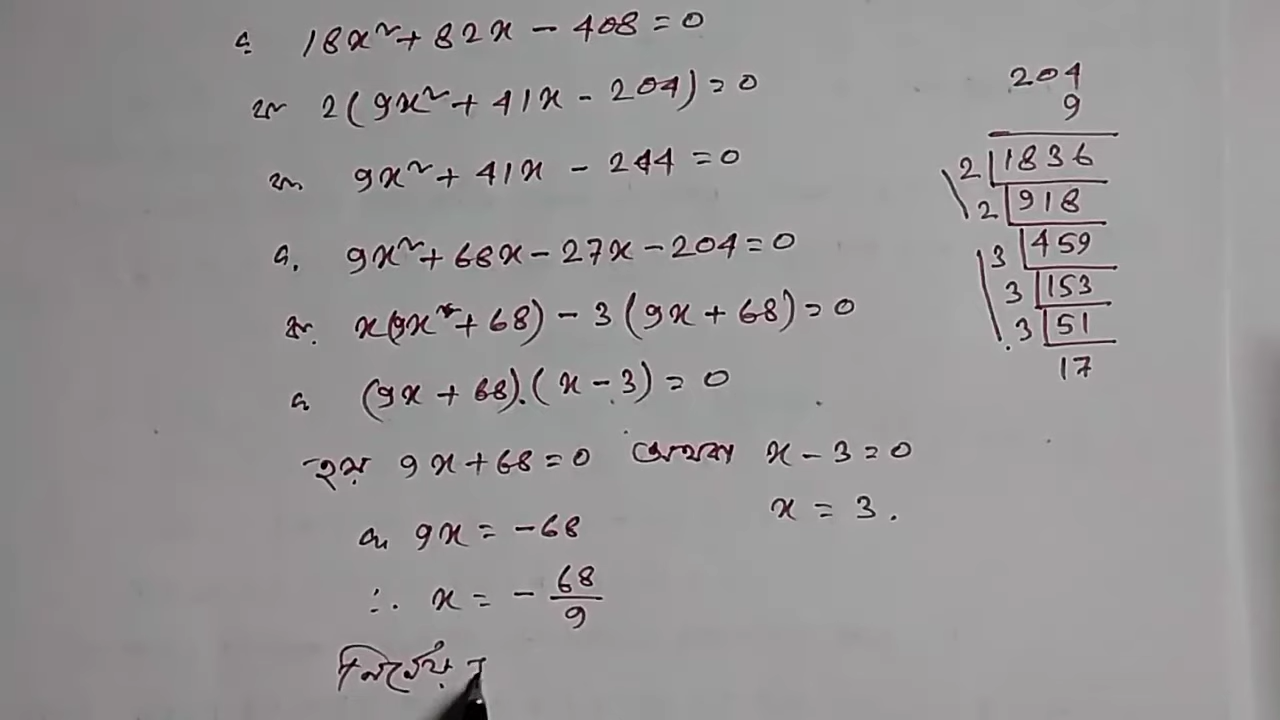 বা 18x² + 82x - 408 = 0
বা 2(9x² + 41x - 204) = 0
বা 9x² + 41x - 244 = 0
বা, 9x² + 68x - 27x - 204 = 0
বা, x(9x + 68) - 3(9x + 68) = 0
বা (9x + 68).(x - 3) = 0
হয় 9x + 68 = 0 অথবা x - 3 = 0
x = 3.
বা 9x = -68
∴ x = - 68/9
নির্ণেয়
204
9
2 | 1836
2 | 918
3 | 459
3 | 153
3 | 51
17